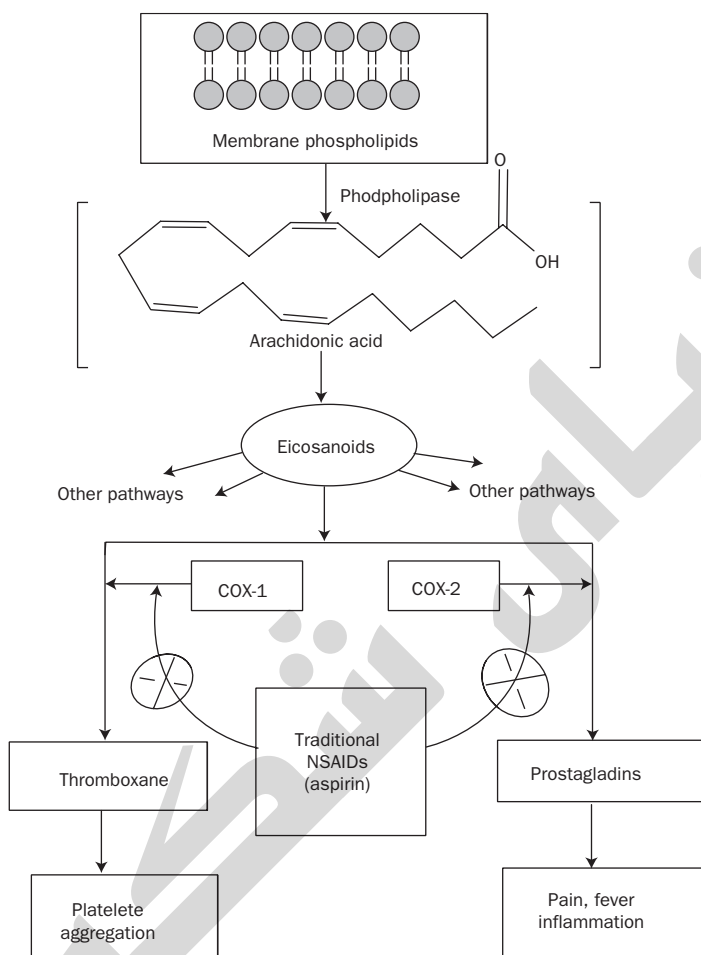 Membrane phospholipids
O
Phodpholipase
OH
Arachidonic acid
Eicosanoids
Other pathways
Other pathways
COX-1
COX-2
Traditional
NSAIDs
(aspirin)
Thromboxane
Prostagladins
Platelete
aggregation
Pain, fever
inflammation